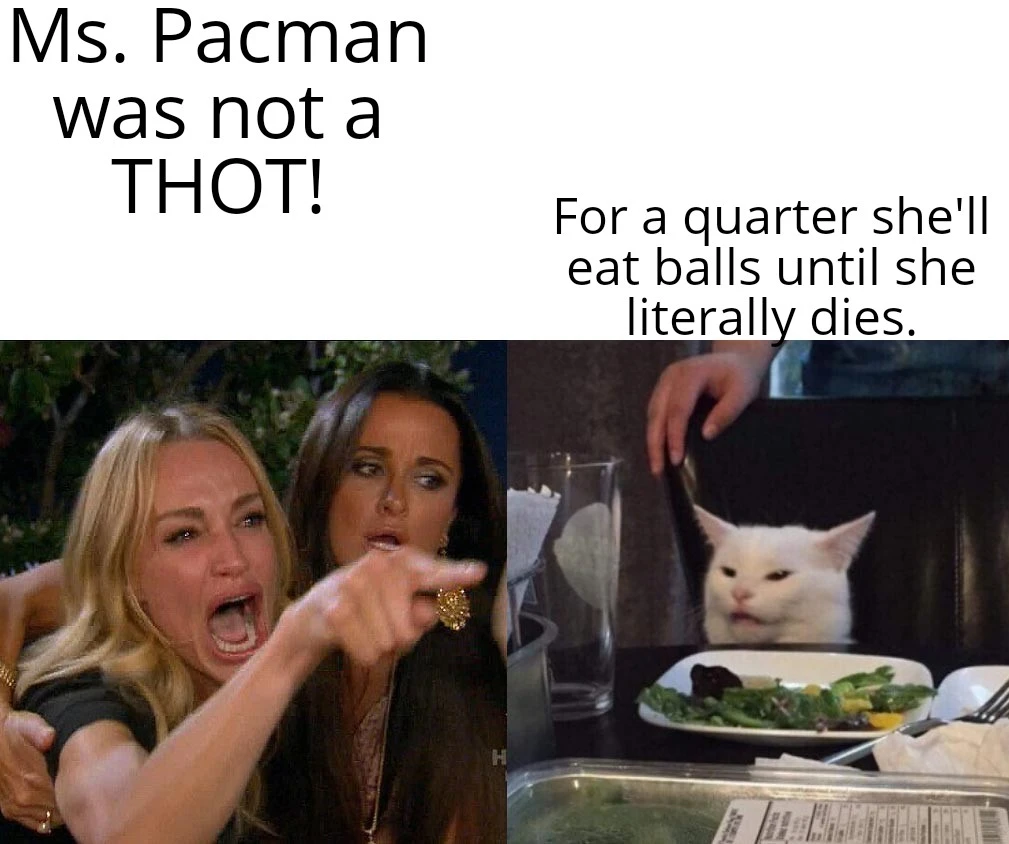 Ms. Pacman
was not a
THOT!
For a quarter she'll
eat balls until she
literally dies.
H